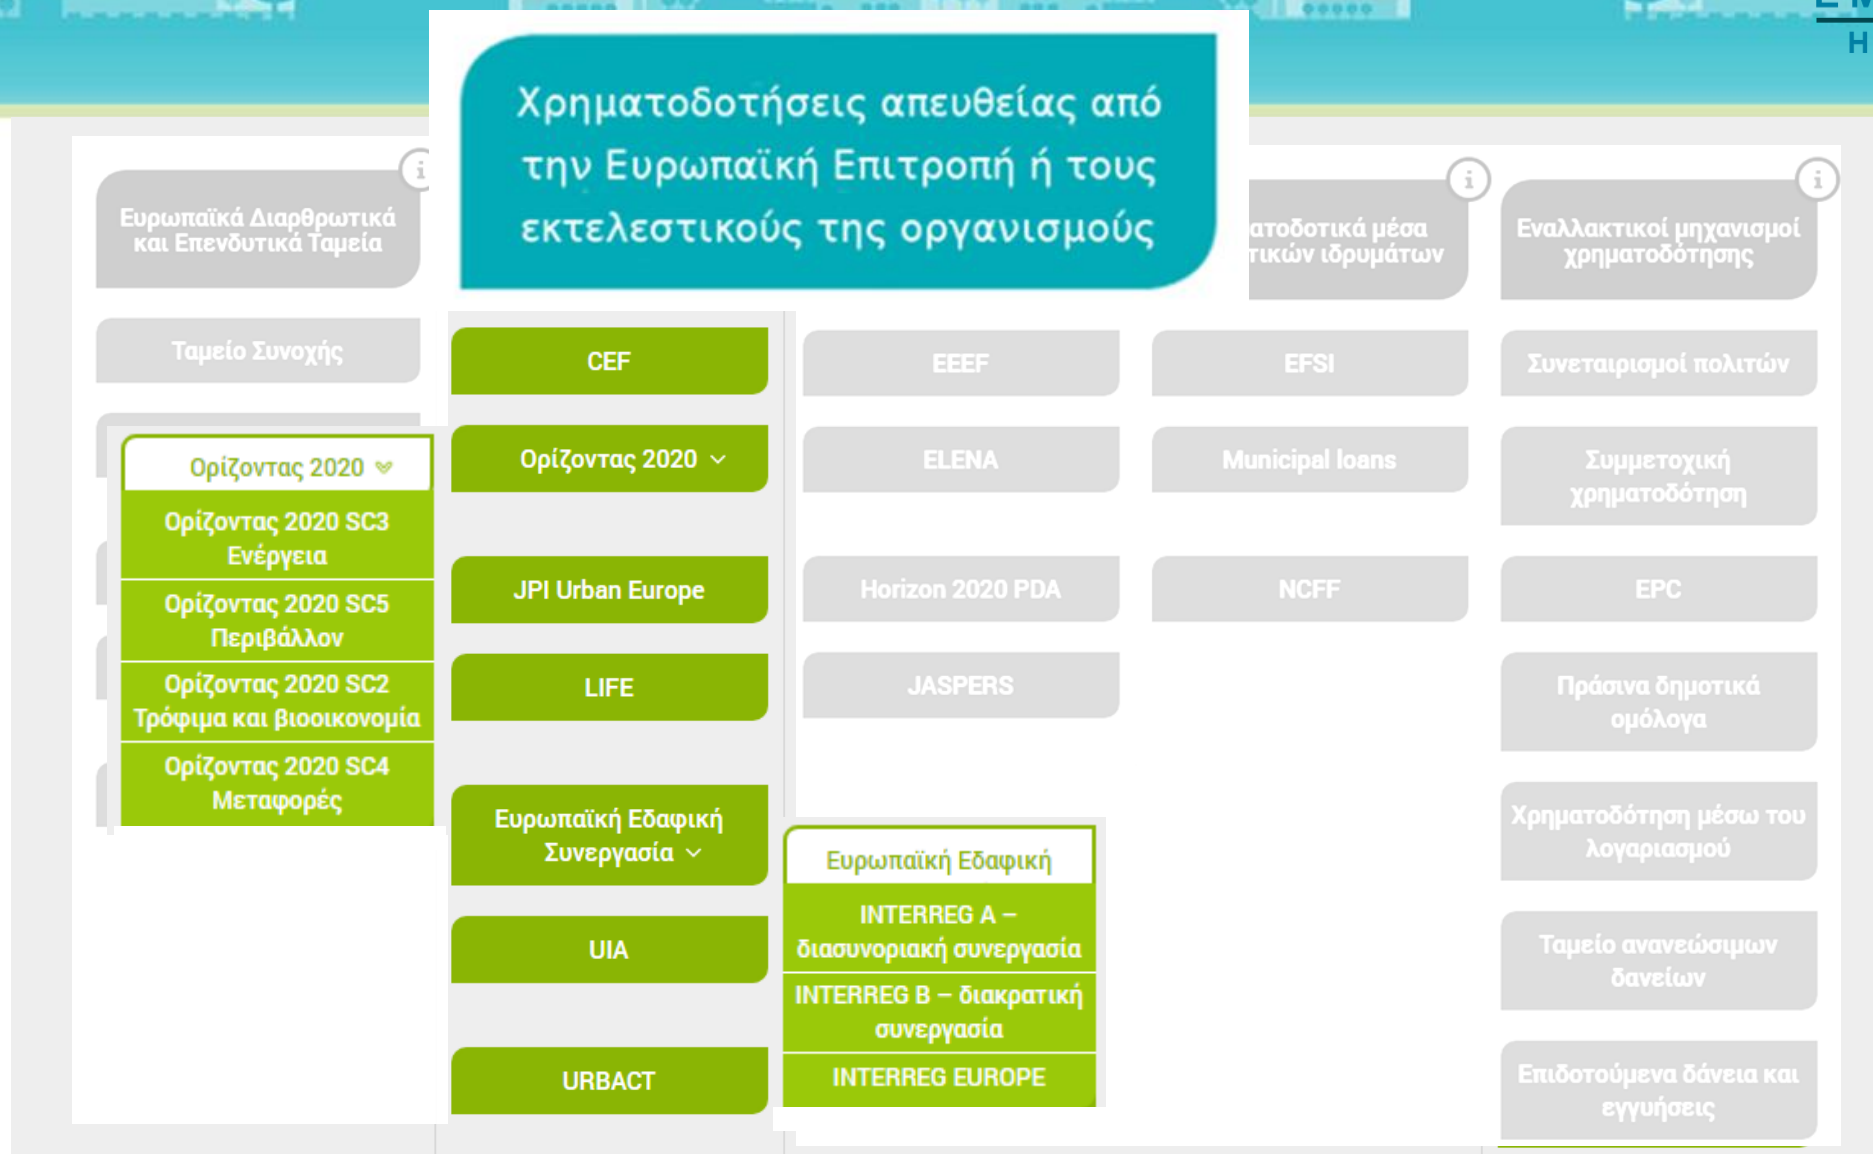 Χρηματοδοτήσεις απευθείας από
την Ευρωπαϊκή Επιτροπή ή τους
εκτελεστικούς της οργανισμούς
Ευρωπαϊκά Διαρθρωτικά
και Επενδυτικά Ταμεία
Ταμείο Συνοχής
Ορίζοντας 2020
Ορίζοντας 2020 SC3
Ενέργεια
Ορίζοντας 2020 SC5
Περιβάλλον
Ορίζοντας 2020 SC2
Τρόφιμα και βιοοικονομία
Ορίζοντας 2020 SC4
Μεταφορές
CEF
Ορίζοντας 2020
JPI Urban Europe
LIFE
Ευρωπαϊκή Εδαφική
Συνεργασία
UIA
URBACT
EEEF
ELENA
Horizon 2020 PDA
JASPERS
Ευρωπαϊκή Εδαφική
INTERREG A –
διασυνοριακή συνεργασία
INTERREG B – διακρατική
συνεργασία
INTERREG EUROPE
ατοδοτικά μέσα
τικών ιδρυμάτων
EFSI
Municipal loans
NCFF
Εναλλακτικοί μηχανισμοί
χρηματοδότησης
Συνεταιρισμοί πολιτών
Συμμετοχική
χρηματοδότηση
EPC
Πράσινα δημοτικά
ομόλογα
Χρηματοδότηση μέσω του
λογαριασμού
Ταμείο ανανεώσιμων
δανείων
Επιδοτούμενα δάνεια και
εγγυήσεις